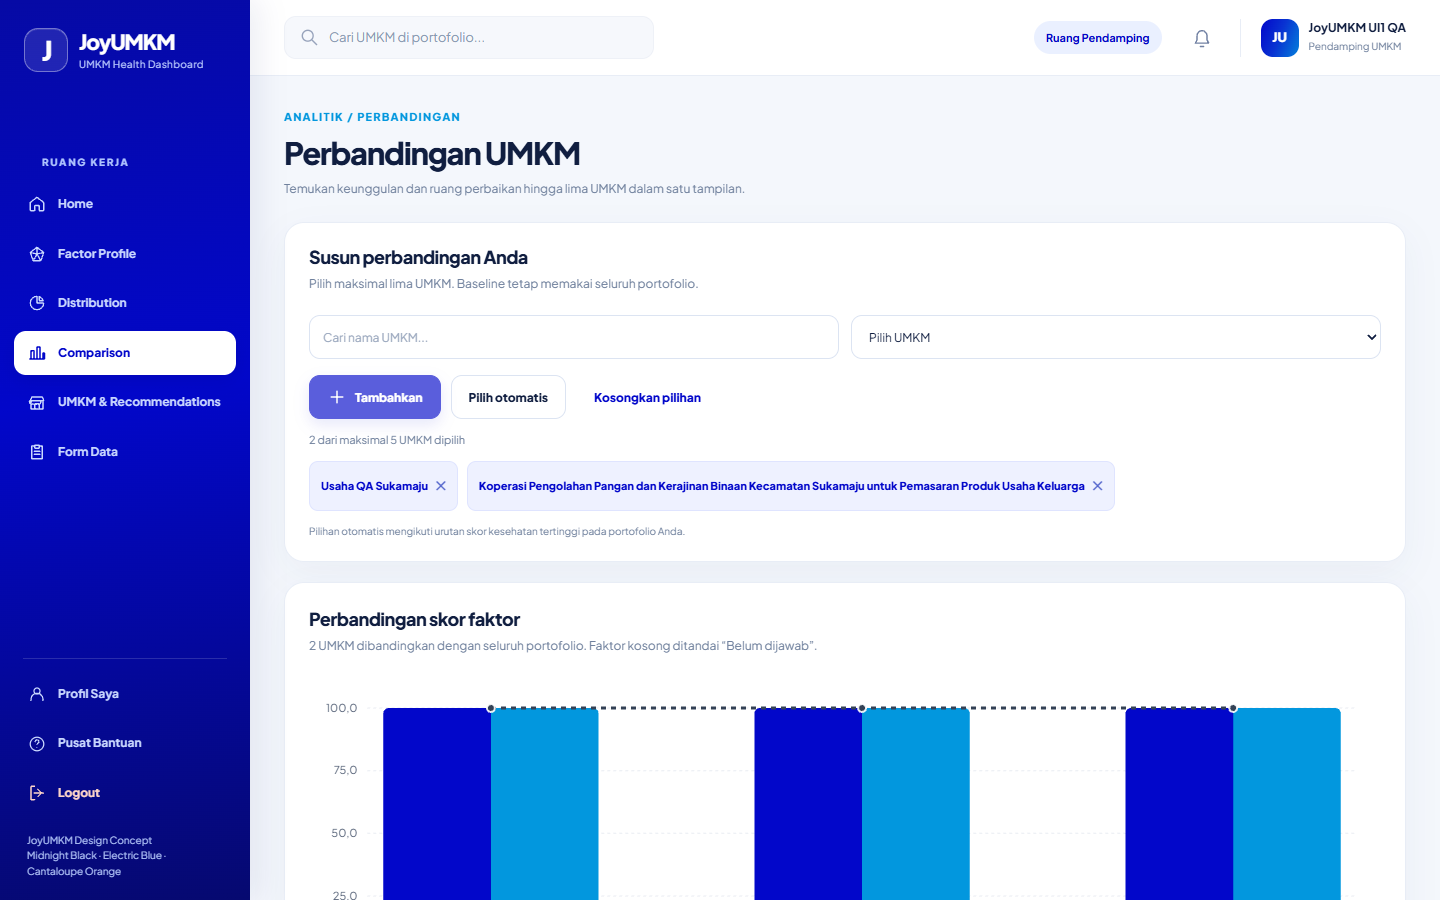 J
JoyUMKM
UMKM Health Dashboard
RUANG KERJA
Home
Factor Profile
Distribution
Comparison
UMKM & Recommendations
Form Data
Profil Saya
Pusat Bantuan
Logout
JoyUMKM Design Concept
Midnight Black · Electric Blue ·
Cantaloupe Orange
Cari UMKM di portofolio...
Ruang Pendamping
JU
JoyUMKM UI1 QA
Pendamping UMKM
ANALITIK / PERBANDINGAN
Perbandingan UMKM
Temukan keunggulan dan ruang perbaikan hingga lima UMKM dalam satu tampilan.
Susun perbandingan Anda
Pilih maksimal lima UMKM. Baseline tetap memakai seluruh portofolio.
Cari nama UMKM...
Pilih UMKM
Tambahkan
Pilih otomatis
Kosongkan pilihan
2 dari maksimal 5 UMKM dipilih
Usaha QA Sukamaju
Koperasi Pengolahan Pangan dan Kerajinan Binaan Kecamatan Sukamaju untuk Pemasaran Produk Usaha Keluarga
Pilihan otomatis mengikuti urutan skor kesehatan tertinggi pada portofolio Anda.
Perbandingan skor faktor
2 UMKM dibandingkan dengan seluruh portofolio. Faktor kosong ditandai “Belum dijawab”.
100,0
75,0
50,0
25,0